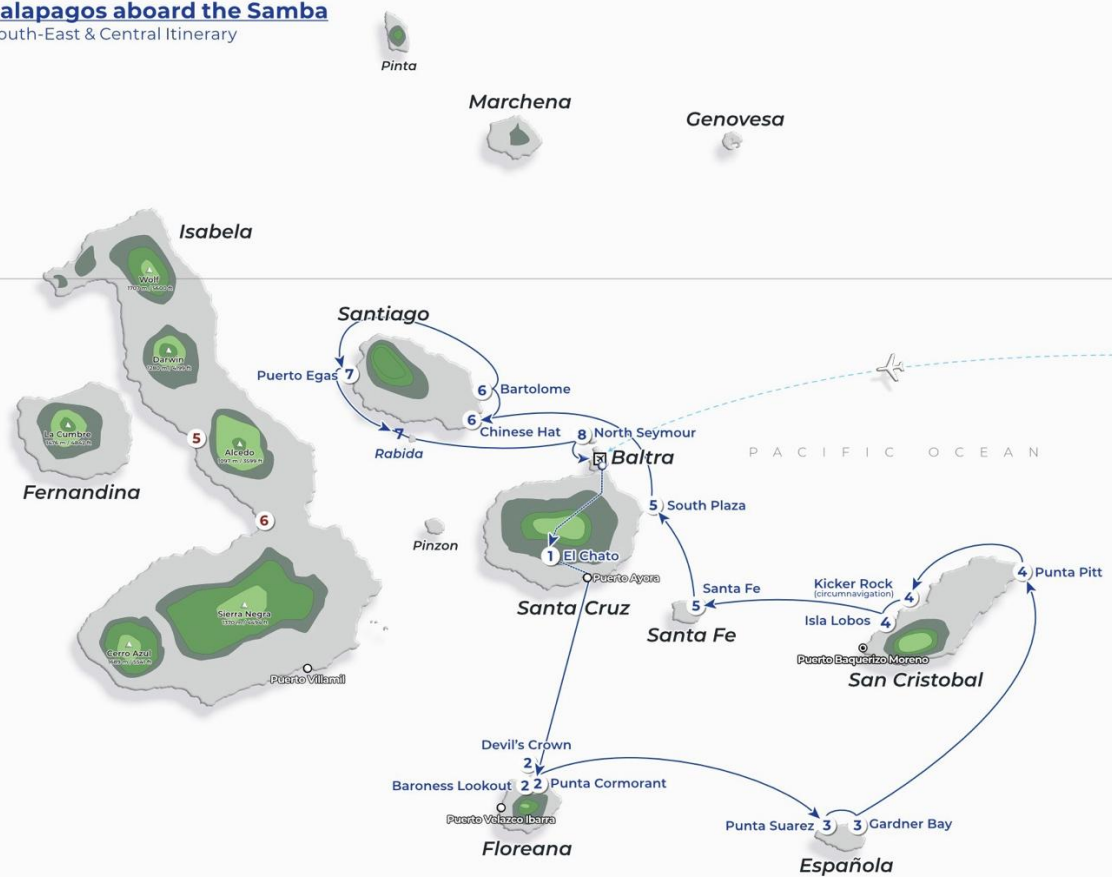 alapagos aboard the Samba
outh-East & Central Itinerary
Pinta
Marchena
Genovesa
Isabela
Wolf
Santiago
Darwin
Puerto Egas
7
6
Bartolome
La Cumbre
5
Alcedo
6
Chinese Hat
7
Rabida
8
North Seymour
Baltra
PACIFIC OCEAN
Fernandina
6
Pinzon
5
South Plaza
1
El Chato
Puerto Ayora
Santa Cruz
5
Santa Fe
Santa Fe
Kicker Rock
(circumnavigation)
4
4
Punta Pitt
Isla Lobos
4
Puerto Baquerizo Moreno
San Cristobal
Sierra Negra
Cerro Azul
Puerto Villamil
Devil's Crown
2
Baroness Lookout
2
2
Punta Cormorant
Puerto Velazco Ibarra
Floreana
Punta Suarez
3
3
Gardner Bay
Española